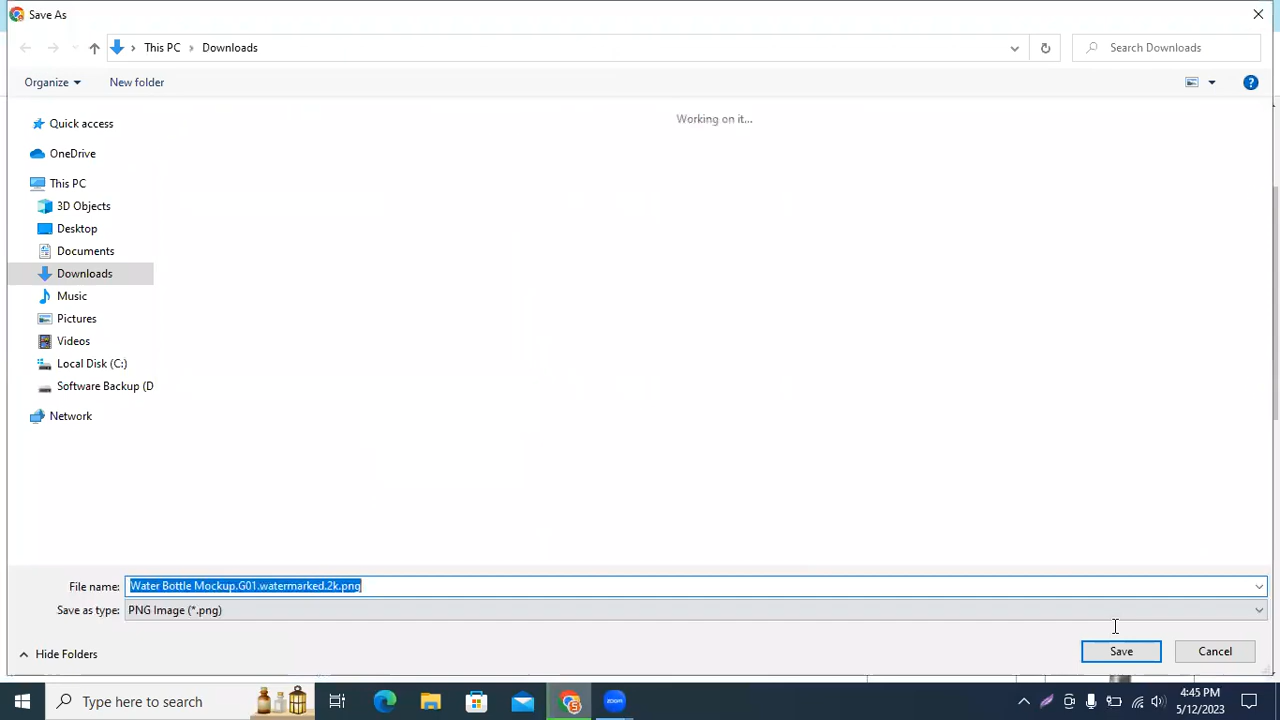 Save As
This PC > Downloads
Search Downloads
Organize
New folder
Working on it...
Quick access
OneDrive
This PC
3D Objects
Desktop
Documents
Downloads
Music
Pictures
Videos
Local Disk (C:)
Software Backup (D
Network
File name: Water Bottle Mockup.G01.watermarked.2k.png
Save as type: PNG Image (*.png)
Hide Folders
Save
Cancel
Type here to search
zoom
4:45 PM
5/12/2023